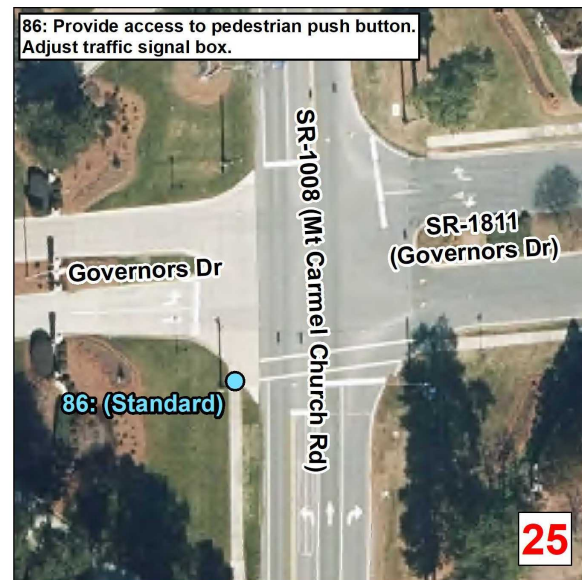 86: Provide access to pedestrian push button.
Adjust traffic signal box.
SR-1008 (Mt Carmel Church Rd)
SR-1811
(Governors Dr)
Governors Dr
86: (Standard)
25